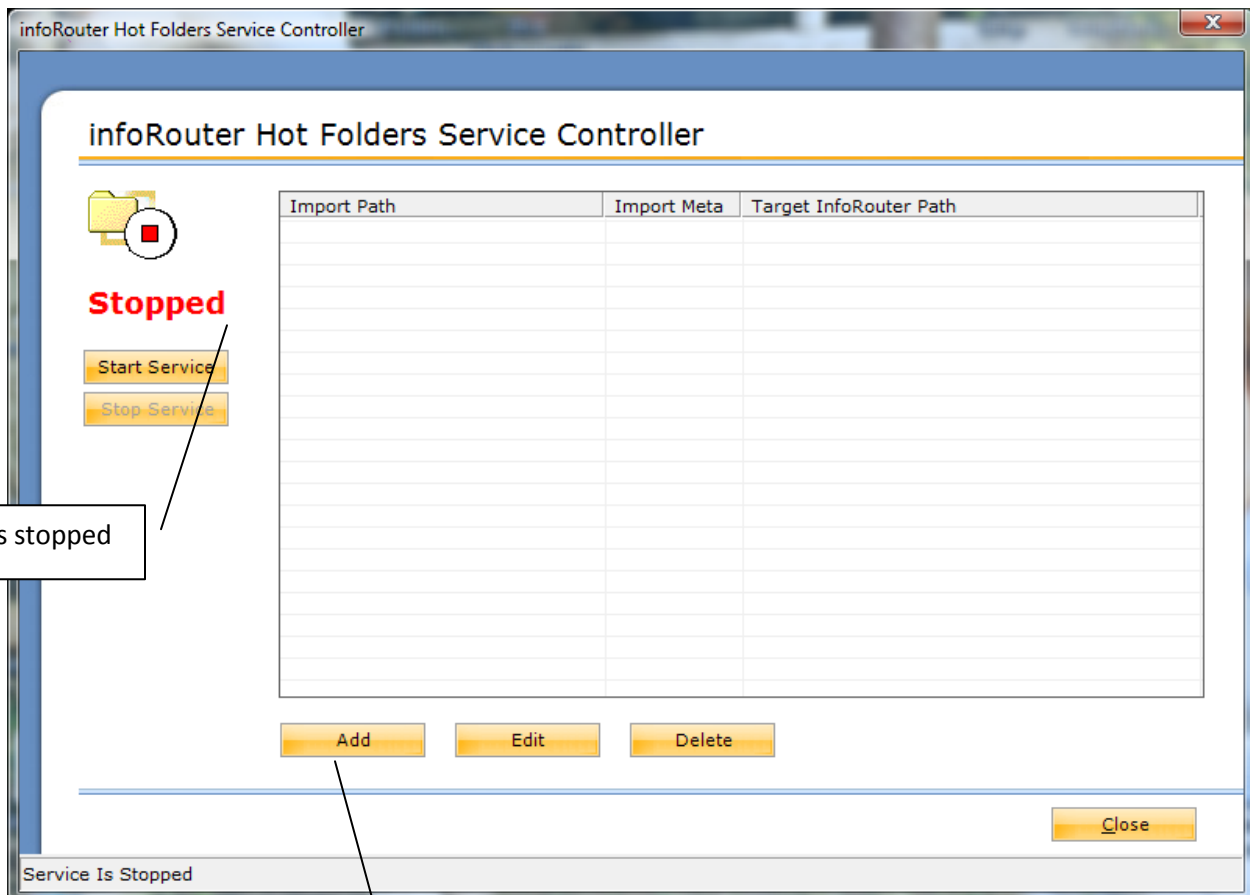 infoRouter Hot Folders Service Controller
infoRouter Hot Folders Service Controller
Import Path Import Meta Target InfoRouter Path
Stopped
Start Service
Stop Service
s stopped
Add Edit Delete
Close
Service Is Stopped